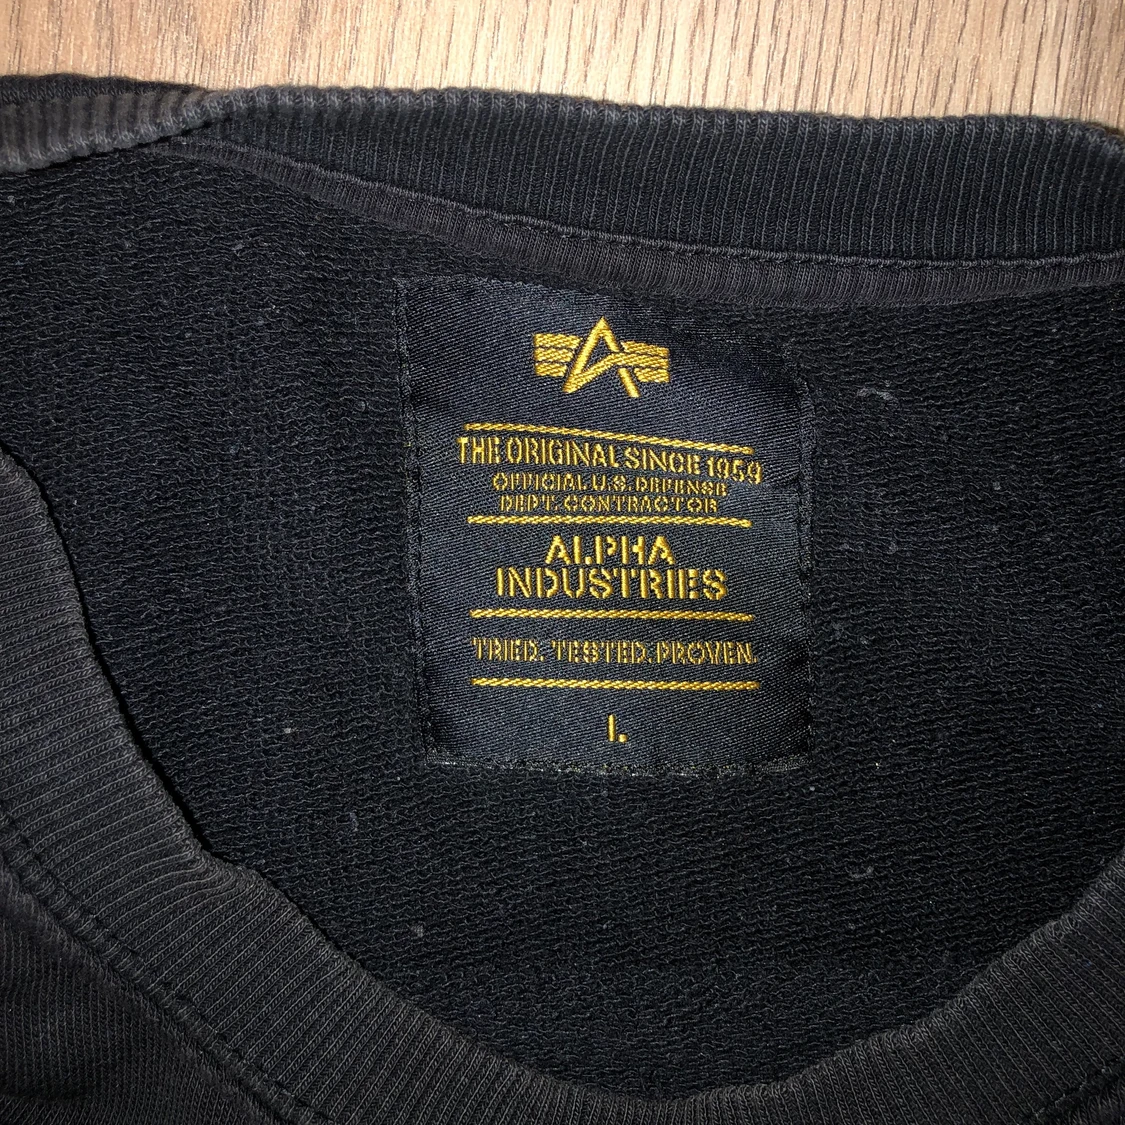 THE ORIGINAL SINCE 1959
OFFICIAL U.S. DEFENSE
DEPT. CONTRACTOR
ALPHA
INDUSTRIES
TRIED. TESTED. PROVEN.
L